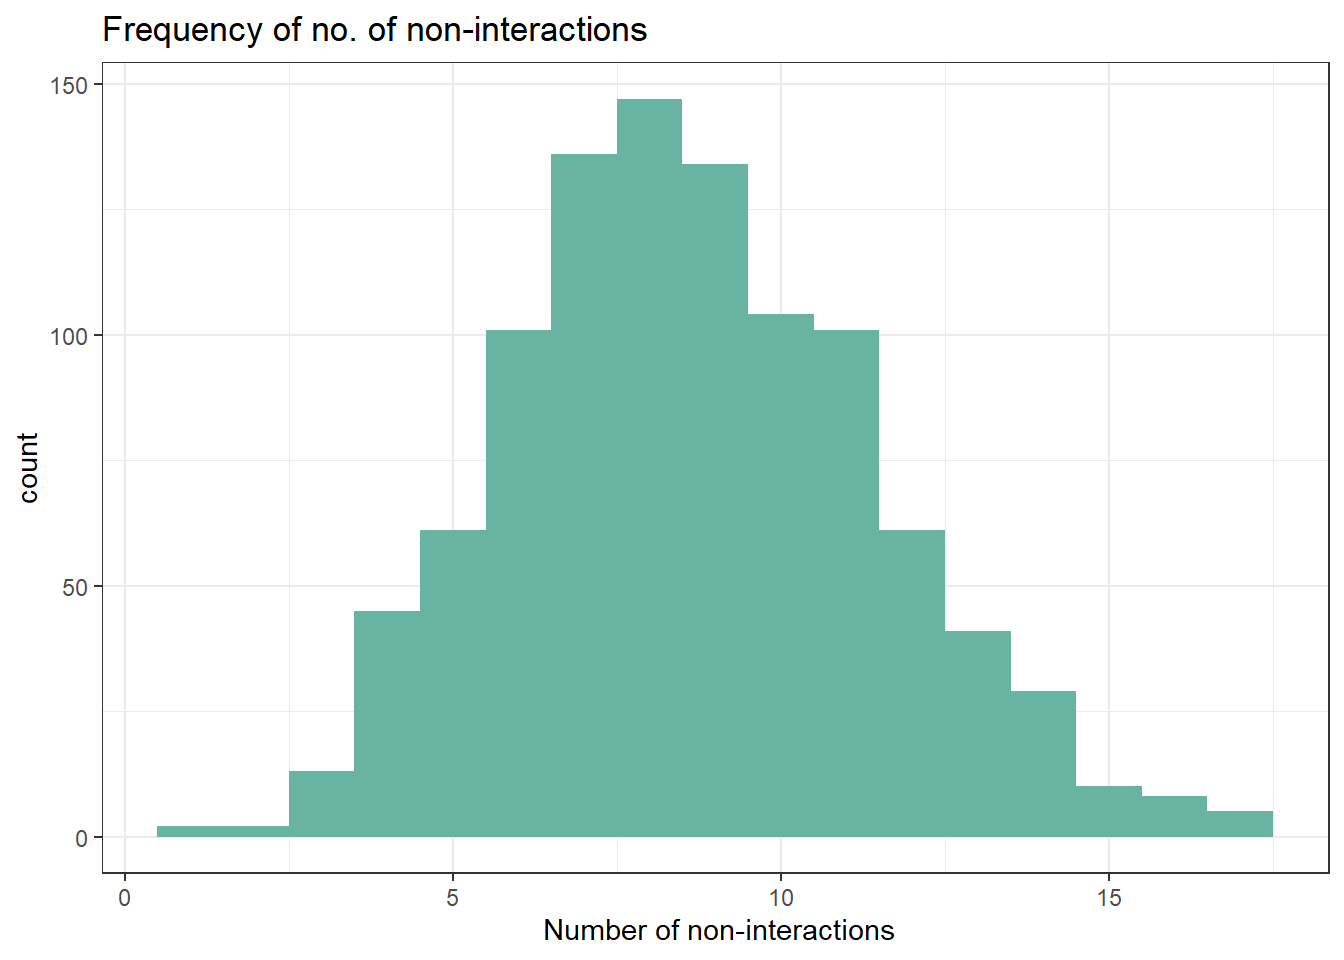 Frequency of no. of non-interactions
150
100
50
0
count
0 5 10 15
Number of non-interactions